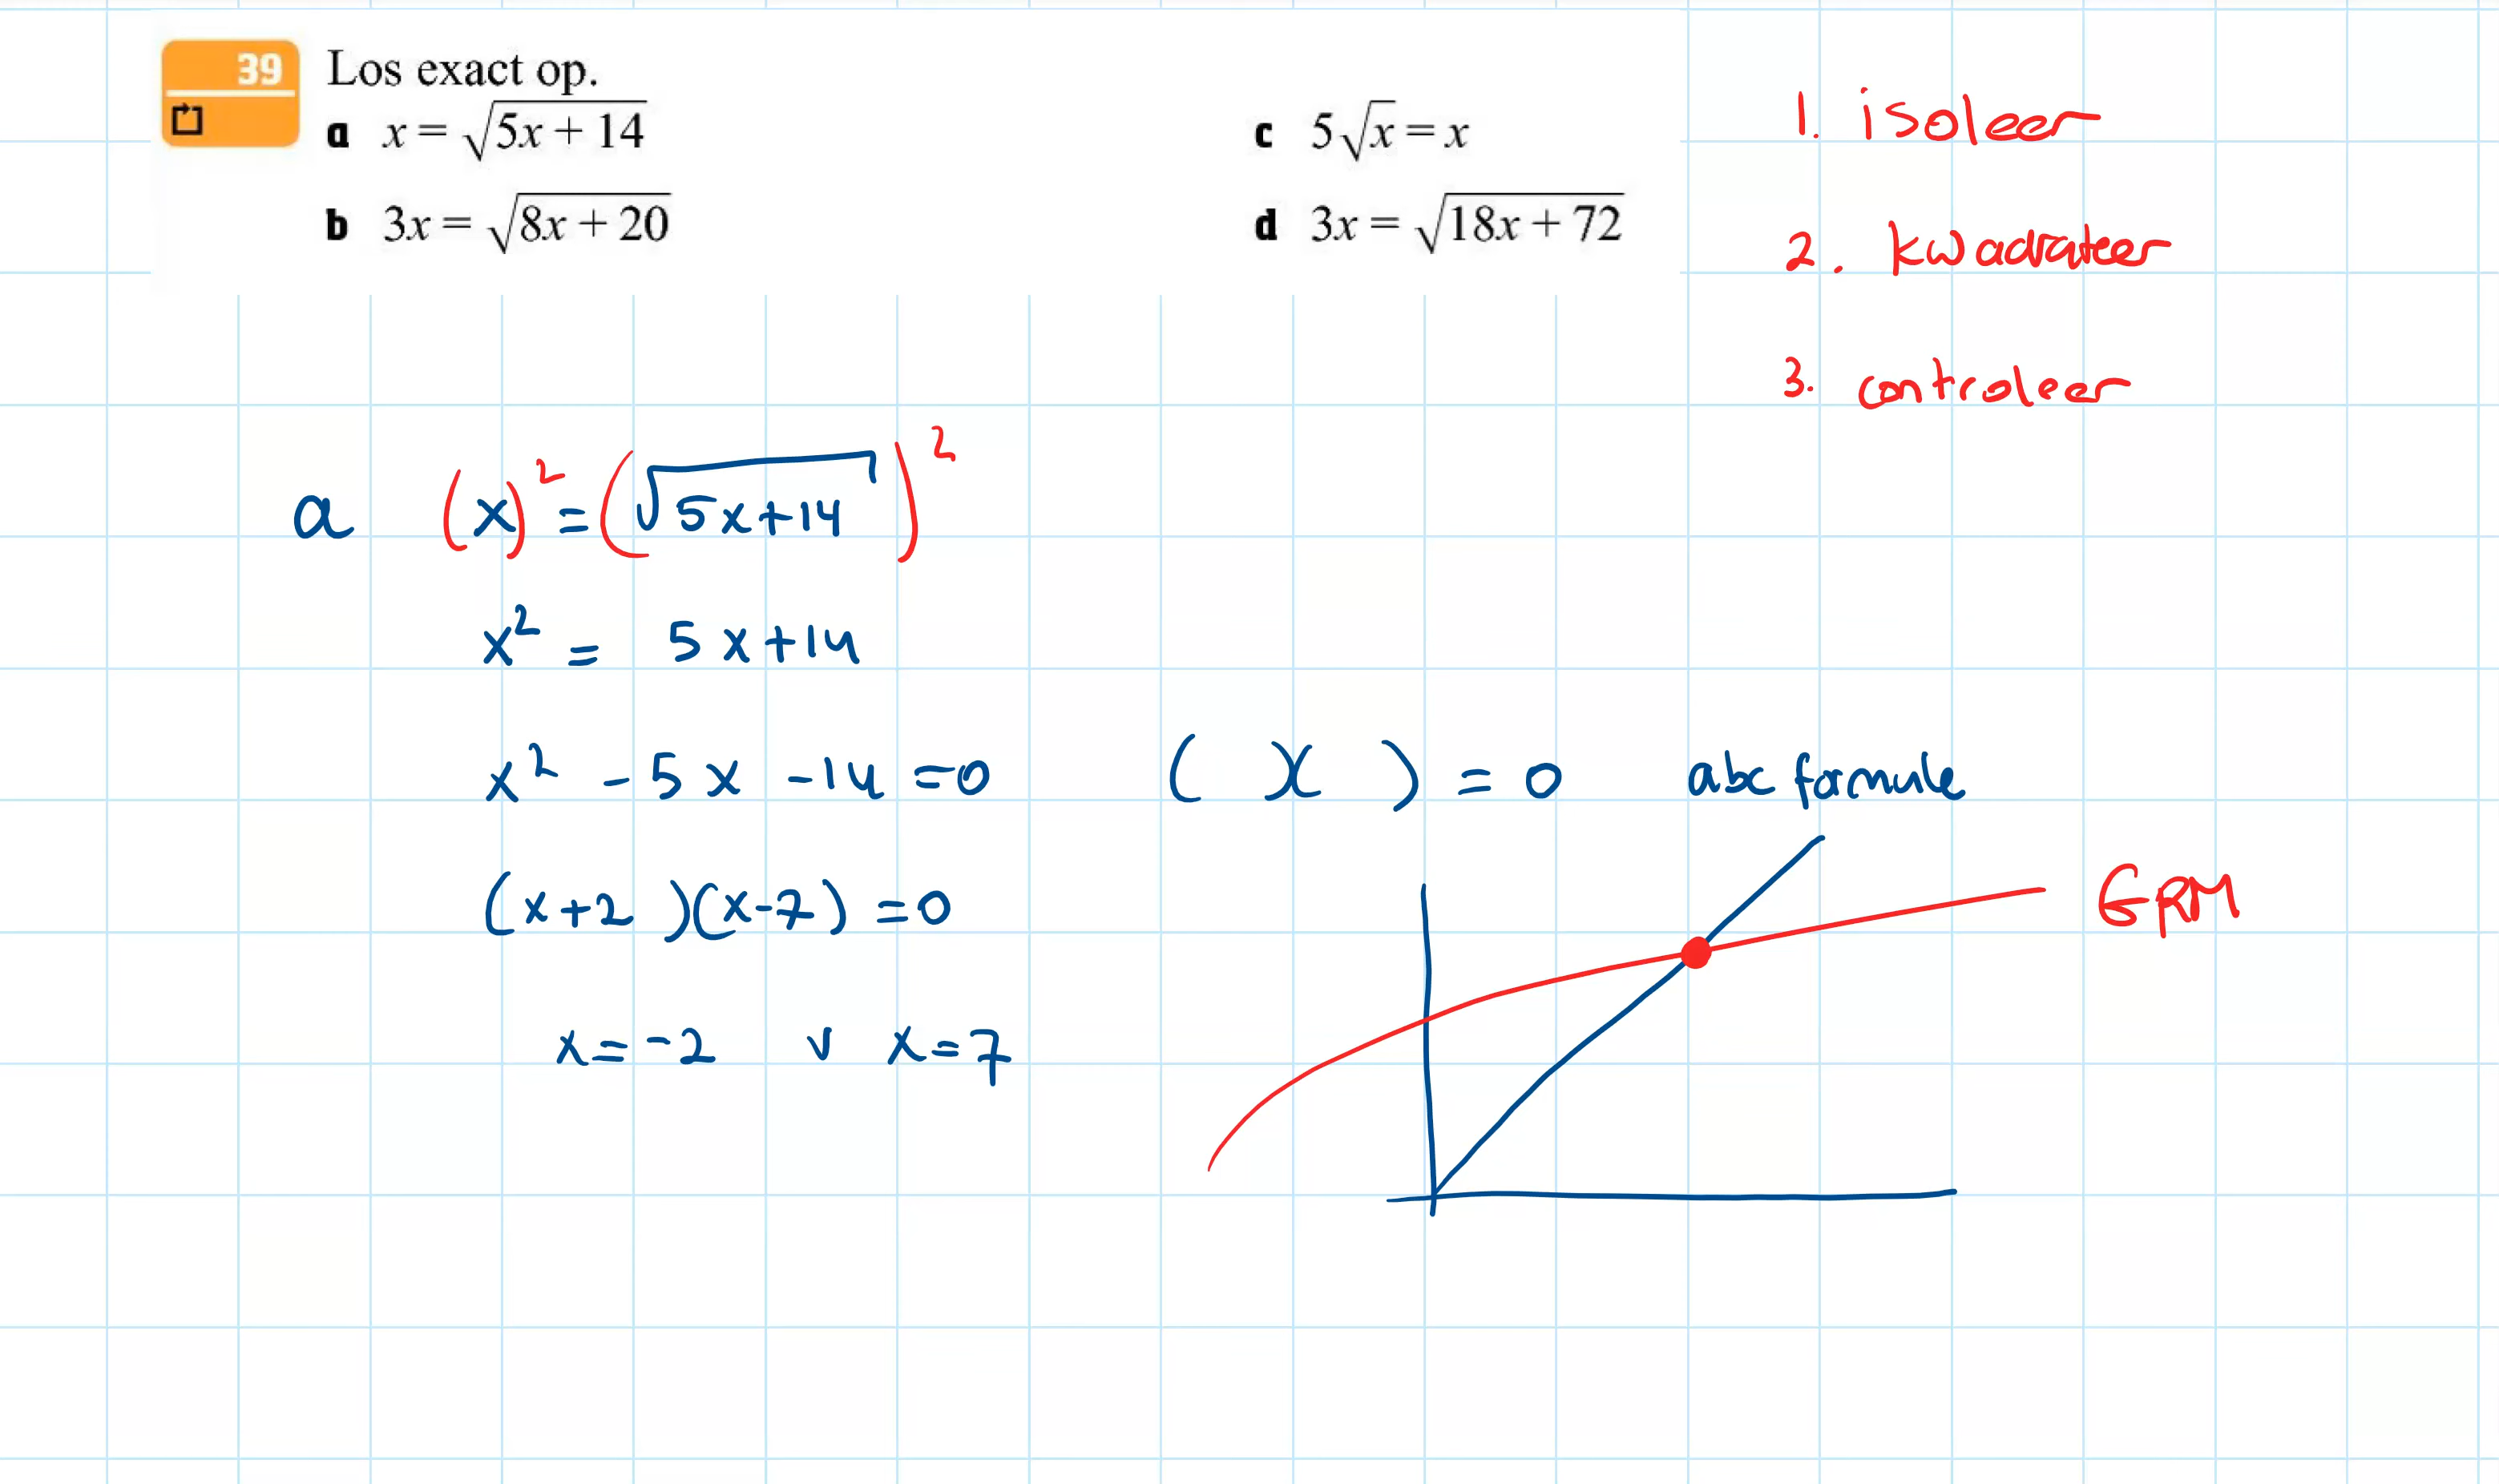 39 Los exact op.
a x = √(5x + 14)
c 5√x = x
b 3x = √(8x + 20)
d 3x = √(18x + 72)
1. isoleer
2. kwadrateer
3. controleer
a (x)² = (√(5x+14))²
x² = 5x+14
x² - 5x - 14 = 0 ( )( ) = 0 abc formule
(x+2)(x-7) = 0
GRM
x = -2 v x = 7